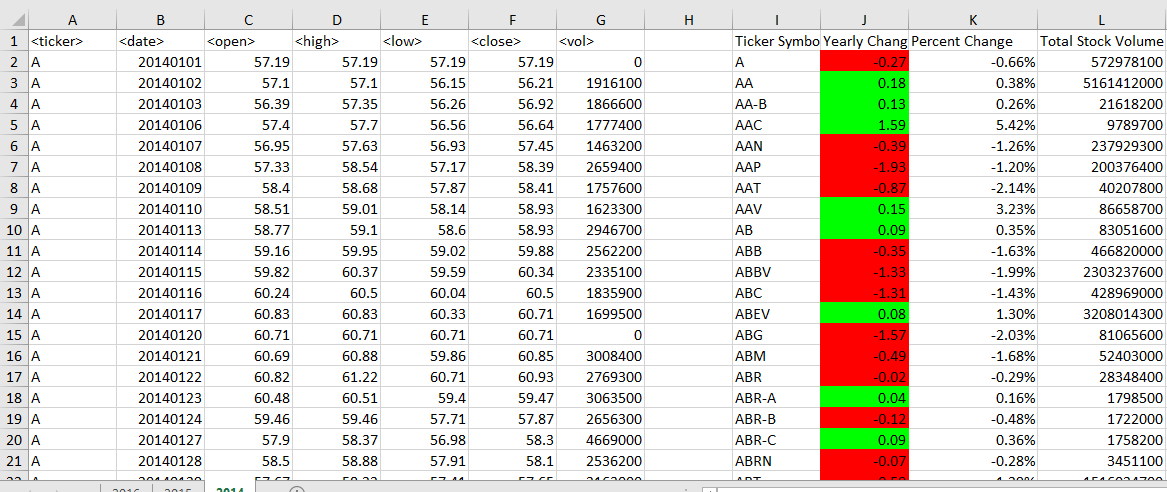 A B C D E F G H I J K L
1 <ticker> <date> <open> <high> <low> <close> <vol> Ticker Symbo Yearly Chang Percent Change Total Stock Volume
2 A 20140101 57.19 57.19 57.19 57.19 0 A -0.27 -0.66% 572978100
3 A 20140102 57.1 57.1 56.15 56.21 1916100 AA 0.18 0.38% 5161412000
4 A 20140103 56.39 57.35 56.26 56.92 1866600 AA-B 0.13 0.26% 21618200
5 A 20140106 57.4 57.7 56.56 56.64 1777400 AAC 1.59 5.42% 9789700
6 A 20140107 56.95 57.63 56.93 57.45 1463200 AAN -0.39 -1.26% 237929300
7 A 20140108 57.33 58.54 57.17 58.39 2659400 AAP -1.93 -1.20% 200376400
8 A 20140109 58.4 58.68 57.87 58.41 1757600 AAT -0.87 -2.14% 40207800
9 A 20140110 58.51 59.01 58.14 58.93 1623300 AAV 0.15 3.23% 86658700
10 A 20140113 58.77 59.1 58.6 58.93 2946700 AB 0.09 0.35% 83051600
11 A 20140114 59.16 59.95 59.02 59.88 2562200 ABB -0.35 -1.63% 466820000
12 A 20140115 59.82 60.37 59.59 60.34 2335100 ABBV -1.33 -1.99% 2303237600
13 A 20140116 60.24 60.5 60.04 60.5 1835900 ABC -1.31 -1.43% 428969000
14 A 20140117 60.83 60.83 60.33 60.71 1699500 ABEV 0.08 1.30% 3208014300
15 A 20140120 60.71 60.71 60.71 60.71 0 ABG -1.57 -2.03% 81065600
16 A 20140121 60.69 60.88 59.86 60.85 3008400 ABM -0.49 -1.68% 52403000
17 A 20140122 60.82 61.22 60.71 60.93 2769300 ABR -0.02 -0.29% 28348400
18 A 20140123 60.48 60.51 59.4 59.47 3063500 ABR-A 0.04 0.16% 1798500
19 A 20140124 59.46 59.46 57.71 57.87 2656300 ABR-B -0.12 -0.48% 1722000
20 A 20140127 57.9 58.37 56.98 58.3 4669000 ABR-C 0.09 0.36% 1758200
21 A 20140128 58.5 58.88 57.91 58.1 2536200 ABRN -0.07 -0.28% 3451100
2016 2015 2014